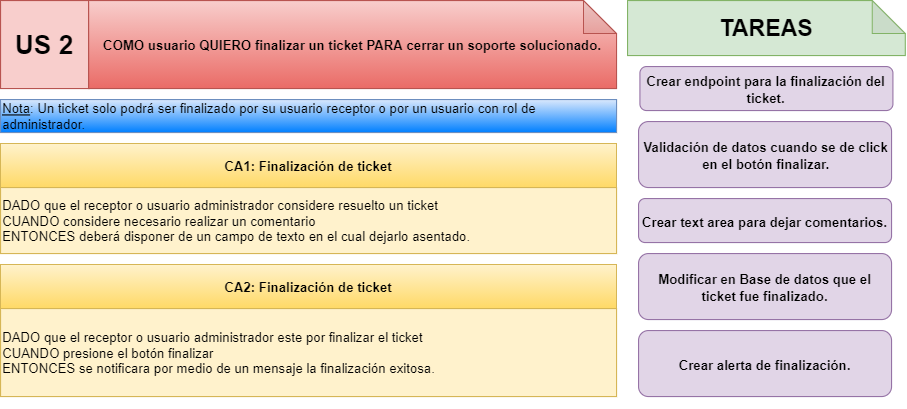 US 2
COMO usuario QUIERO finalizar un ticket PARA cerrar un soporte solucionado.
Nota: Un ticket solo podrá ser finalizado por su usuario receptor o por un usuario con rol de
administrador.
CA1: Finalización de ticket
DADO que el receptor o usuario administrador considere resuelto un ticket
CUANDO considere necesario realizar un comentario
ENTONCES deberá disponer de un campo de texto en el cual dejarlo asentado.
CA2: Finalización de ticket
DADO que el receptor o usuario administrador este por finalizar el ticket
CUANDO presione el botón finalizar
ENTONCES se notificara por medio de un mensaje la finalización exitosa.
TAREAS
Crear endpoint para la finalización del
ticket.
Validación de datos cuando se de click
en el botón finalizar.
Crear text area para dejar comentarios.
Modificar en Base de datos que el
ticket fue finalizado.
Crear alerta de finalización.